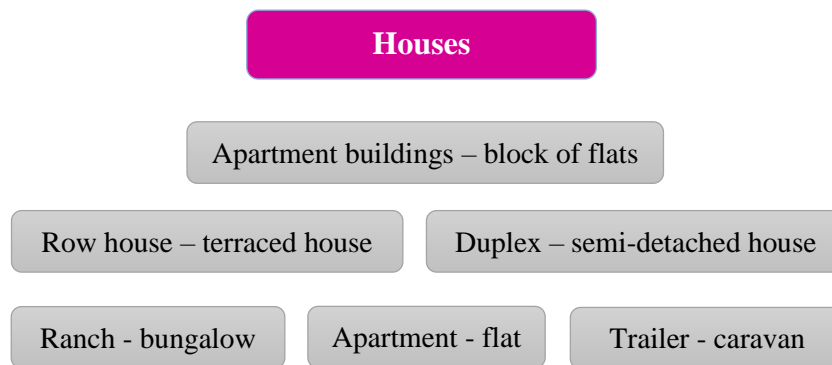 Houses
Apartment buildings – block of flats
Row house – terraced house
Duplex – semi-detached house
Ranch - bungalow
Apartment - flat
Trailer - caravan